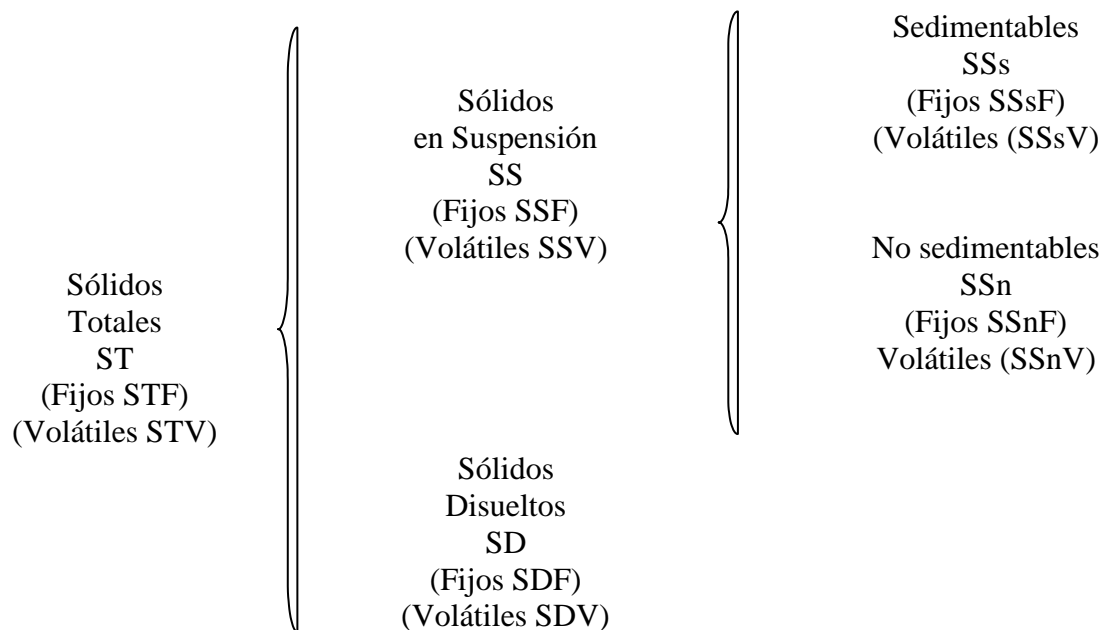 Sólidos
Totales
ST
(Fijos STF)
(Volátiles STV)
Sólidos
en Suspensión
SS
(Fijos SSF)
(Volátiles SSV)
Sólidos
Disueltos
SD
(Fijos SDF)
(Volátiles SDV)
Sedimentables
SSs
(Fijos SSsF)
(Volátiles (SSsV)
No sedimentables
SSn
(Fijos SSnF)
Volátiles (SSnV)